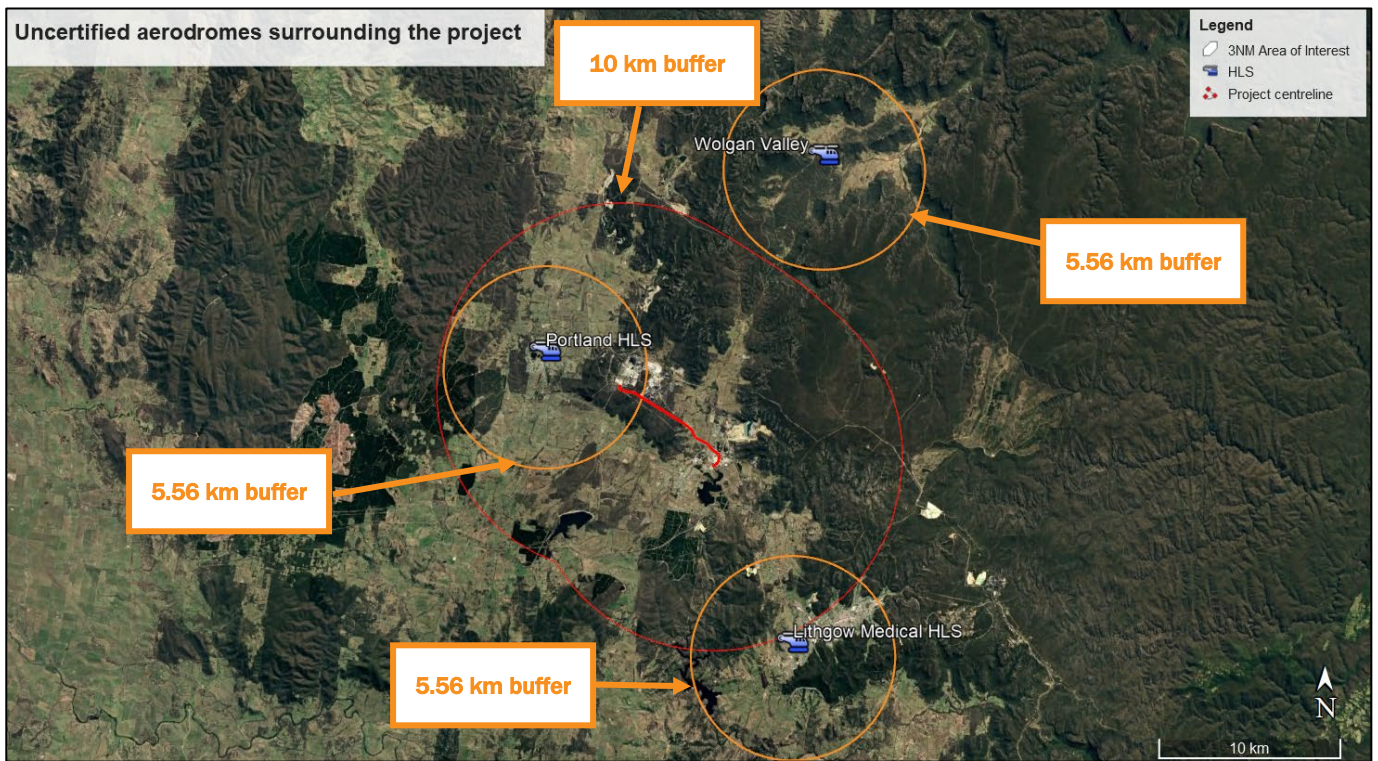 Uncertified aerodromes surrounding the project
10 km buffer
Legend
3NM Area of Interest
HLS
Project centreline
Wolgan Valley
5.56 km buffer
Portland HLS
5.56 km buffer
Lithgow Medical HLS
5.56 km buffer
N
10 km